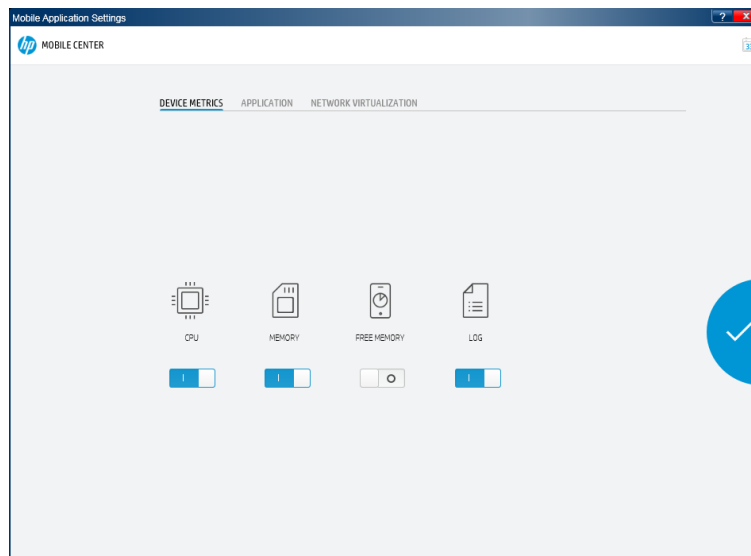 Mobile Application Settings
hp MOBILE CENTER
DEVICE METRICS APPLICATION NETWORK VIRTUALIZATION
CPU MEMORY FREE MEMORY LOG